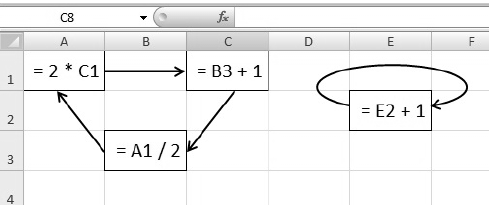 C8 fx
A B C D E F
1 = 2 * C1 = B3 + 1
2 = E2 + 1
3 = A1 / 2
4